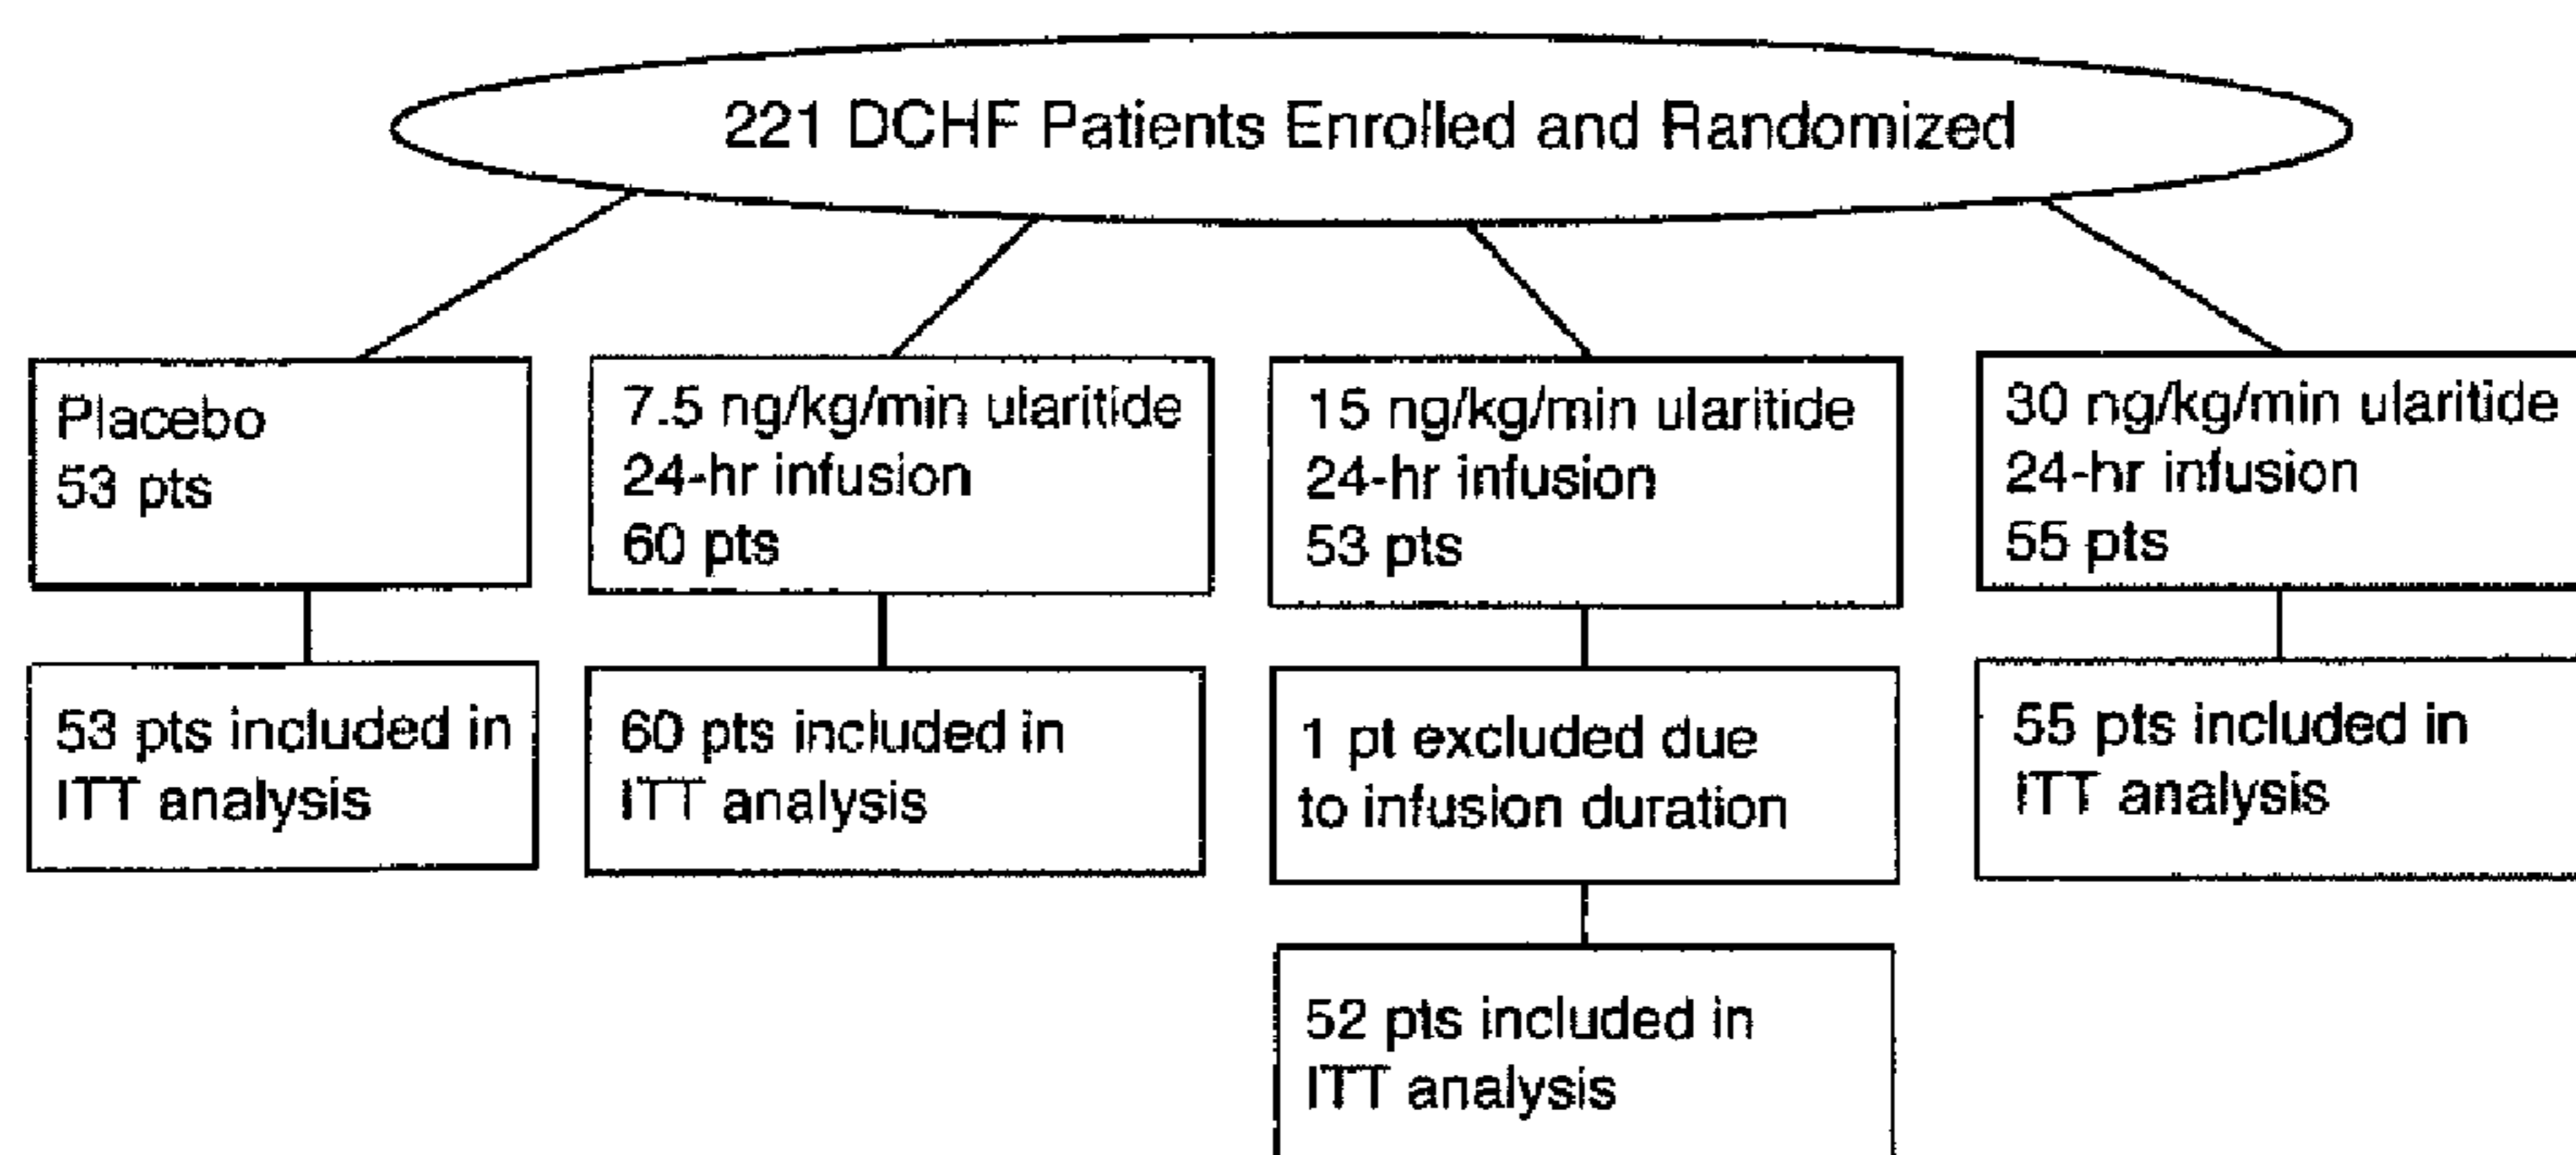 221 DCHF Patients Enrolled and Randomized
Placebo
53 pts
7.5 ng/kg/min ularitide
24-hr infusion
60 pts
15 ng/kg/min ularitide
24-hr infusion
53 pts
30 ng/kg/min ularitide
24-hr infusion
55 pts
53 pts included in
ITT analysis
60 pts included in
ITT analysis
1 pt excluded due
to infusion duration
55 pts included in
ITT analysis
52 pts included in
ITT analysis